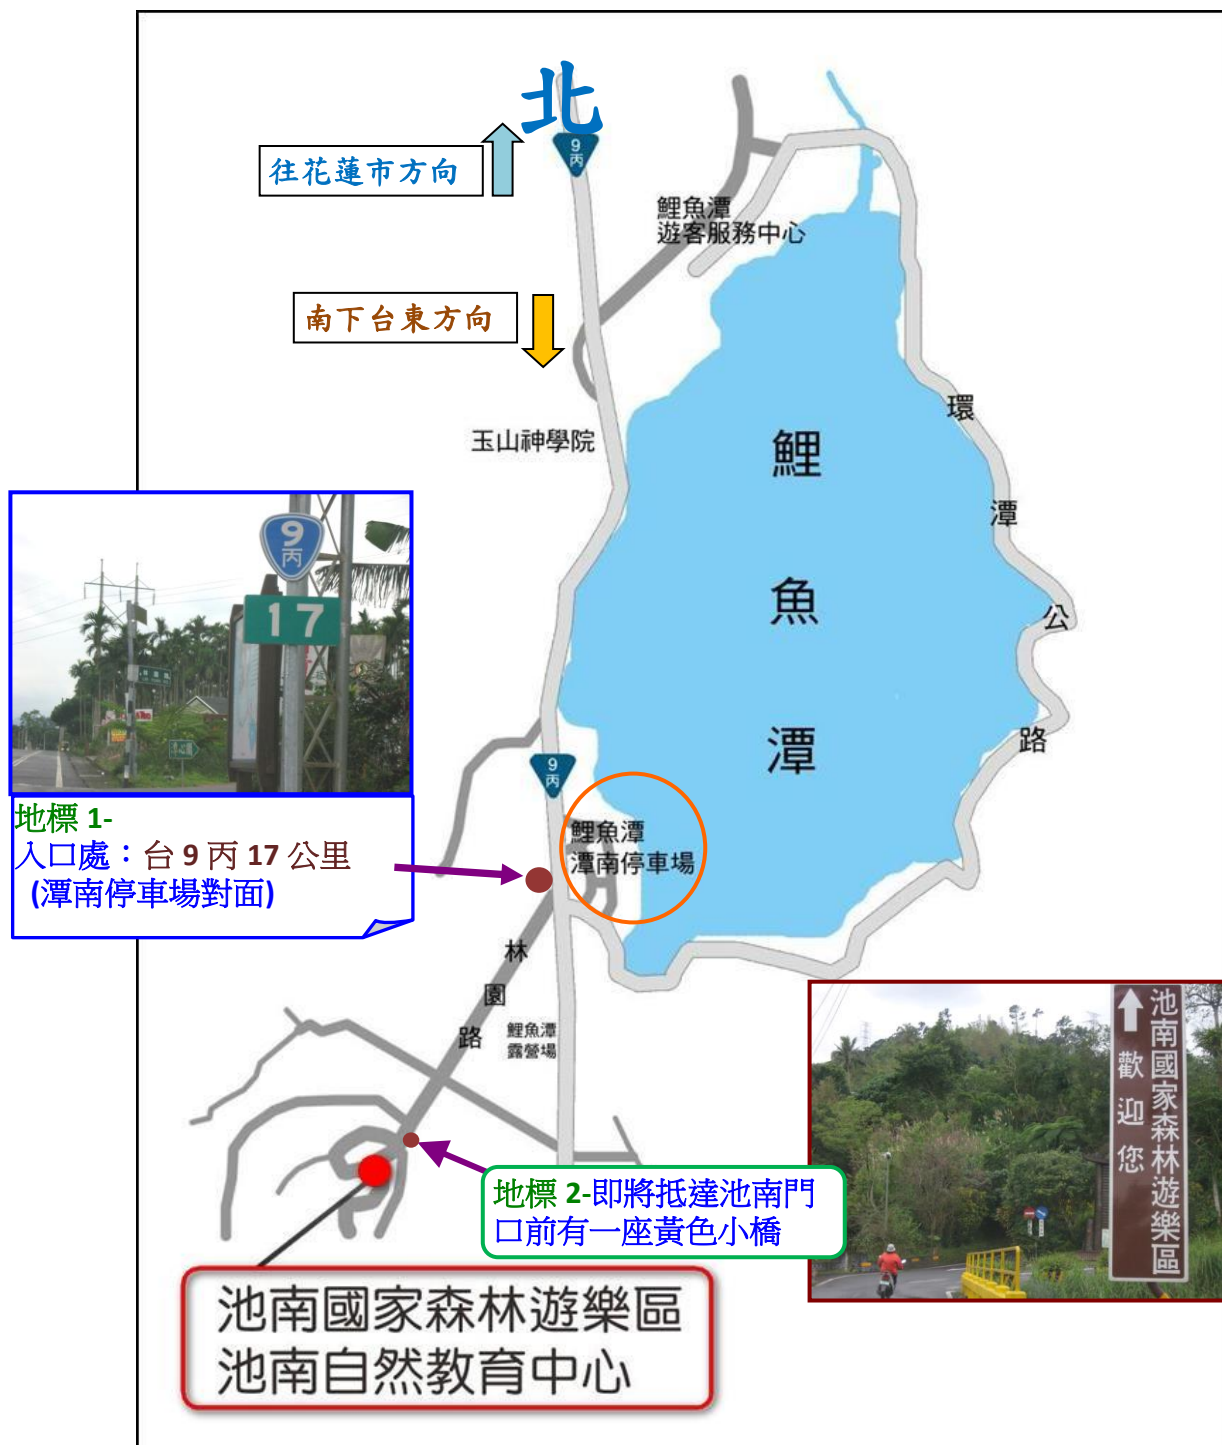 北
9
丙
往花蓮市方向
鯉魚潭
遊客服務中心
南下台東方向
玉山神學院
環
潭
公
路
鯉
魚
潭
9
丙
17
9
丙
鯉魚潭
潭南停車場
地標 1-
入口處：台 9 丙 17 公里
(潭南停車場對面)
林
園
路
鯉魚潭
露營場
池南國家森林遊樂區
歡迎您
地標 2-即將抵達池南門
口前有一座黃色小橋
池南國家森林遊樂區
池南自然教育中心